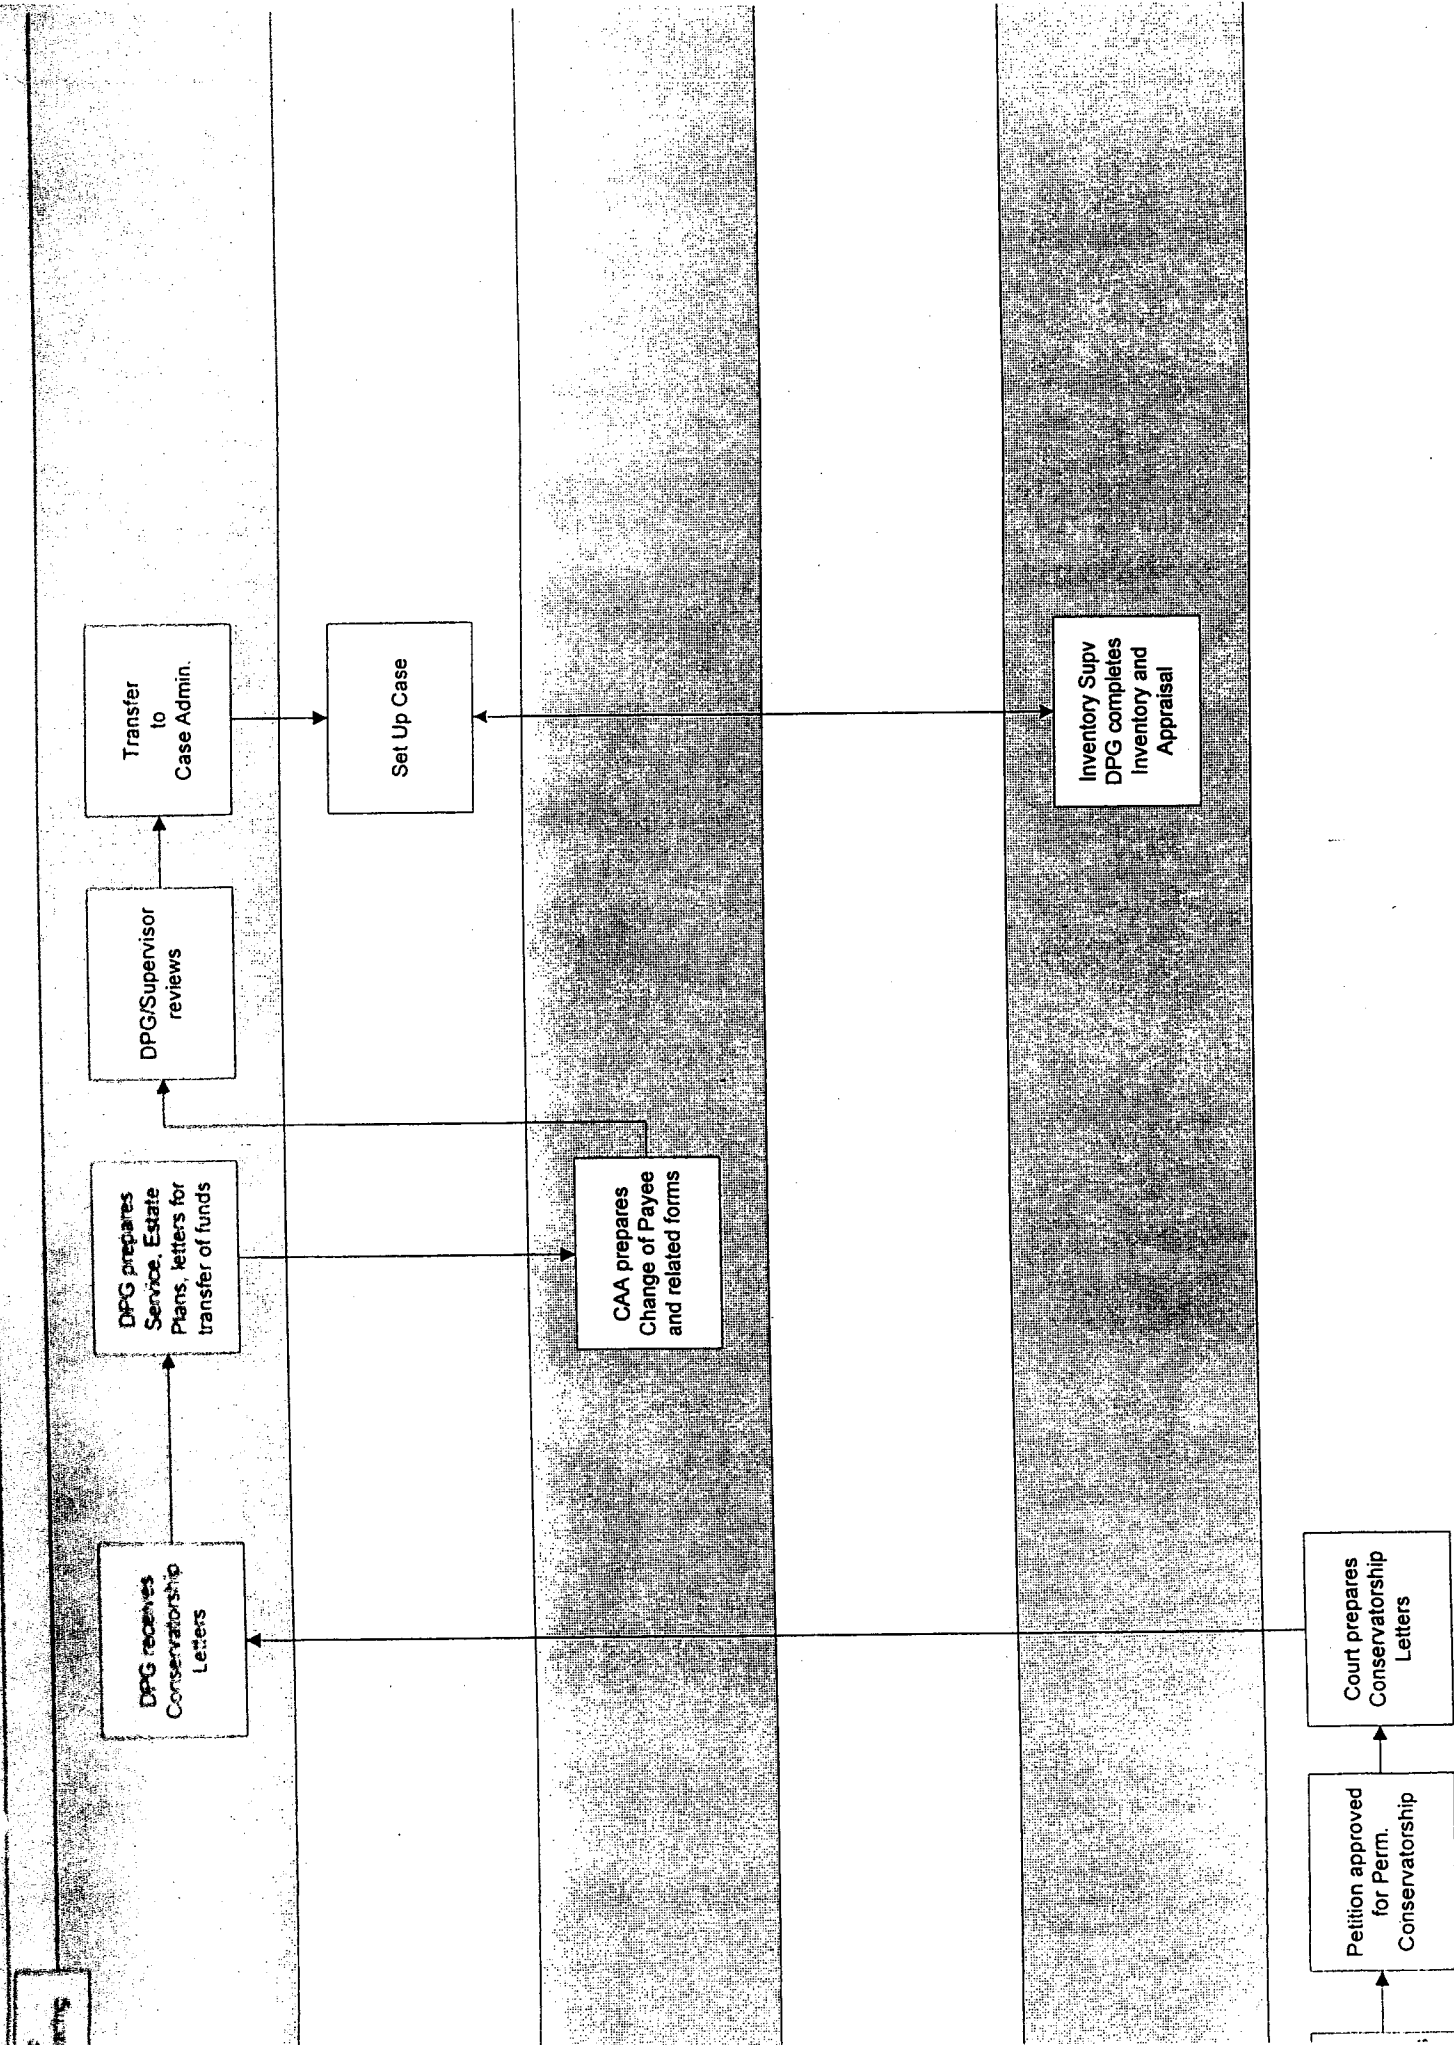 DPG receives
Conservatorship
Letters
DPG prepares
Service, Estate
Plans, letters for
transfer of funds
DPG/Supervisor
reviews
Transfer
to
Case Admin.
Set Up Case
CAA prepares
Change of Payee
and related forms
Inventory Supv
DPG completes
Inventory and
Appraisal
Petition approved
for Perm.
Conservatorship
Court prepares
Conservatorship
Letters